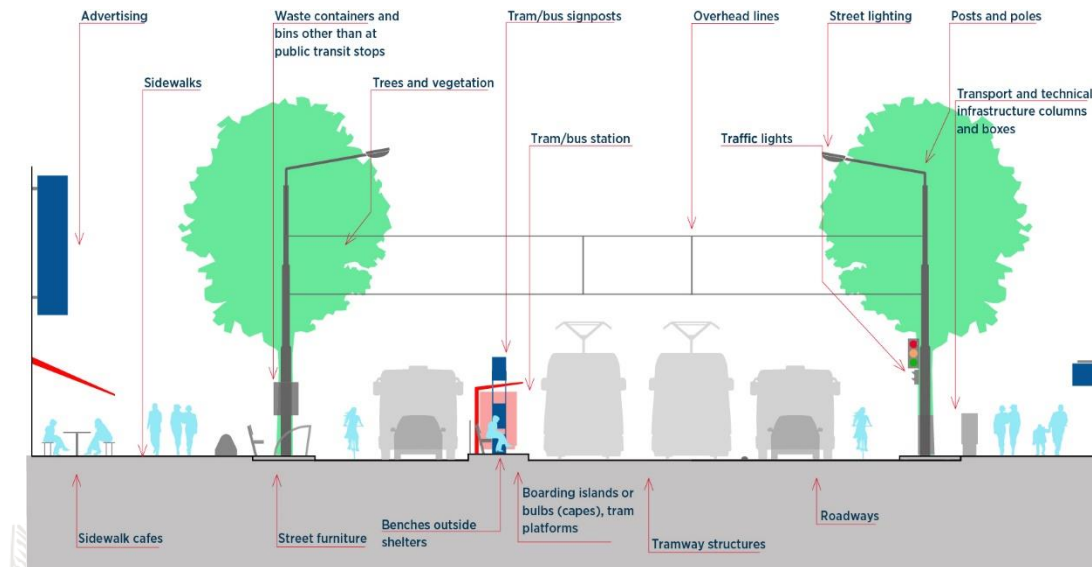 Advertising
Waste containers and
bins other than at
public transit stops
Tram/bus signposts
Overhead lines
Street lighting
Posts and poles
Sidewalks
Trees and vegetation
Transport and technical
infrastructure columns
and boxes
Tram/bus station
Traffic lights
Sidewalk cafes
Street furniture
Benches outside
shelters
Boarding islands or
bulbs (capes), tram
platforms
Tramway structures
Roadways